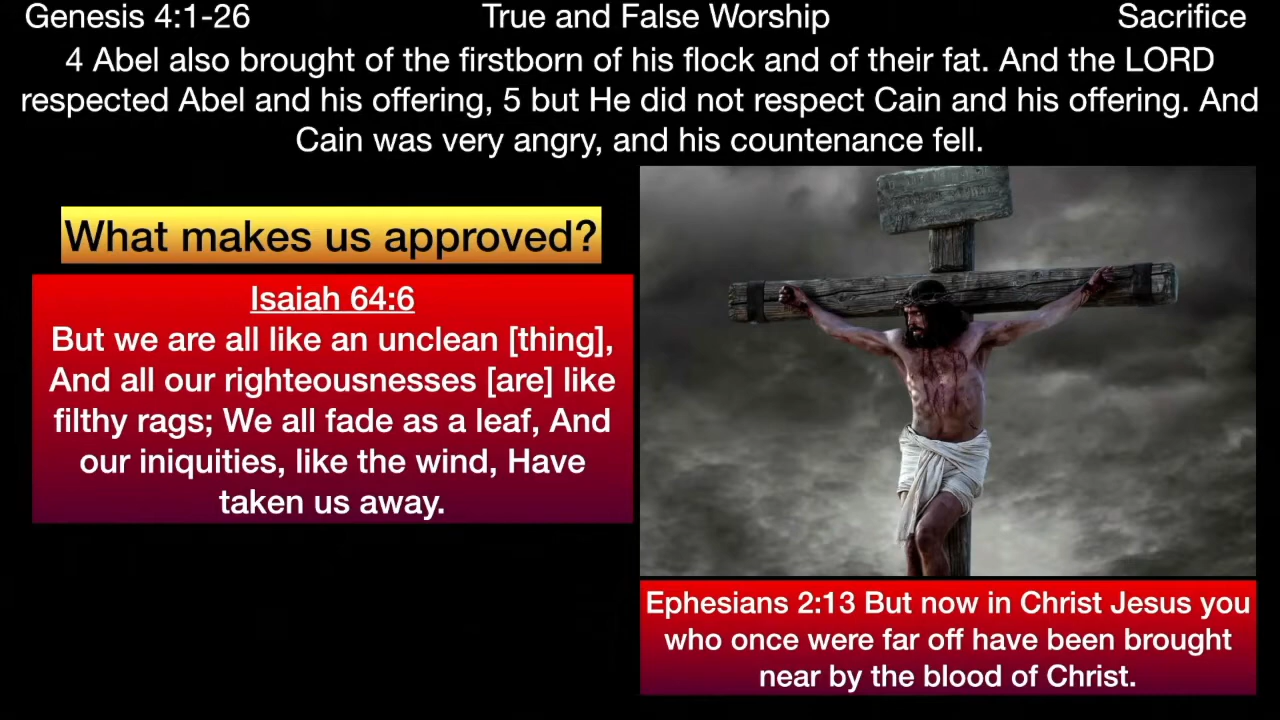 Genesis 4:1-26 True and False Worship Sacrifice
4 Abel also brought of the firstborn of his flock and of their fat. And the LORD
respected Abel and his offering, 5 but He did not respect Cain and his offering. And
Cain was very angry, and his countenance fell.
What makes us approved?
Isaiah 64:6
But we are all like an unclean [thing],
And all our righteousnesses [are] like
filthy rags; We all fade as a leaf, And
our iniquities, like the wind, Have
taken us away.
Ephesians 2:13 But now in Christ Jesus you
who once were far off have been brought
near by the blood of Christ.